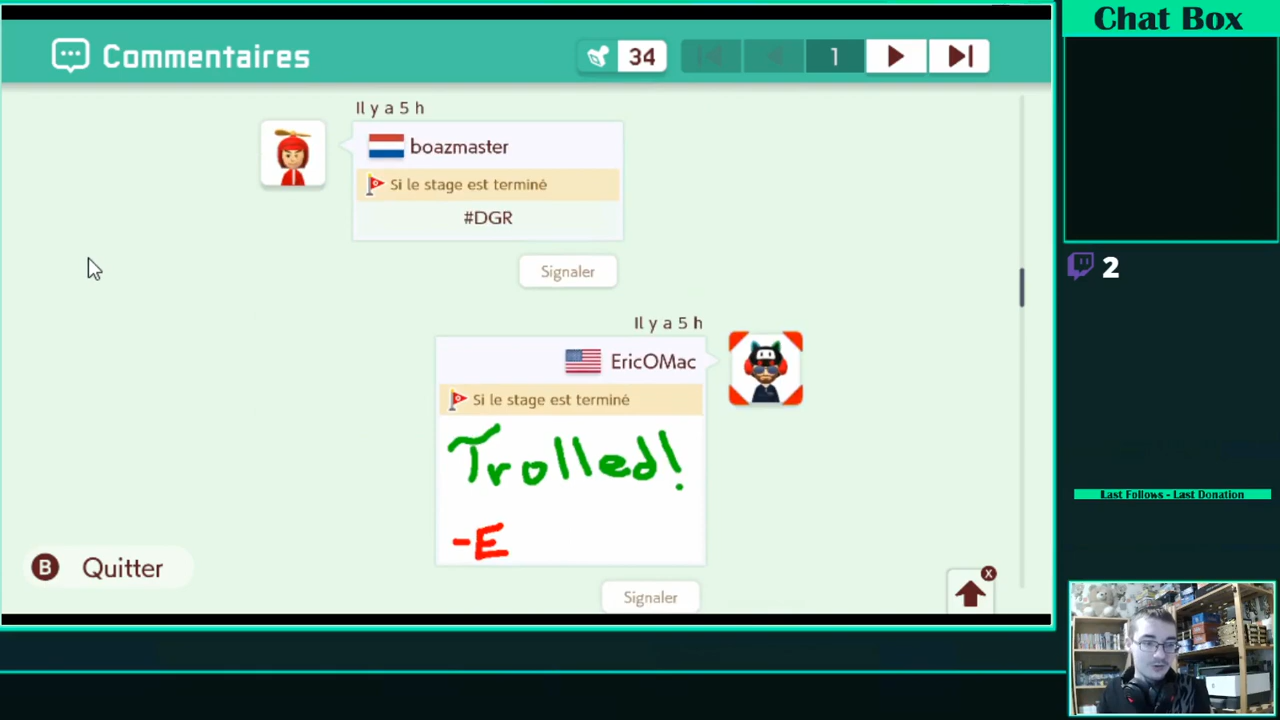 Commentaires
34
1
Il y a 5 h
boazmaster
Si le stage est terminé
#DGR
Signaler
Il y a 5 h
EricOMac
Si le stage est terminé
Trolled!
-E
Signaler
B Quitter
X
Chat Box
2
Last Follows - Last Donation